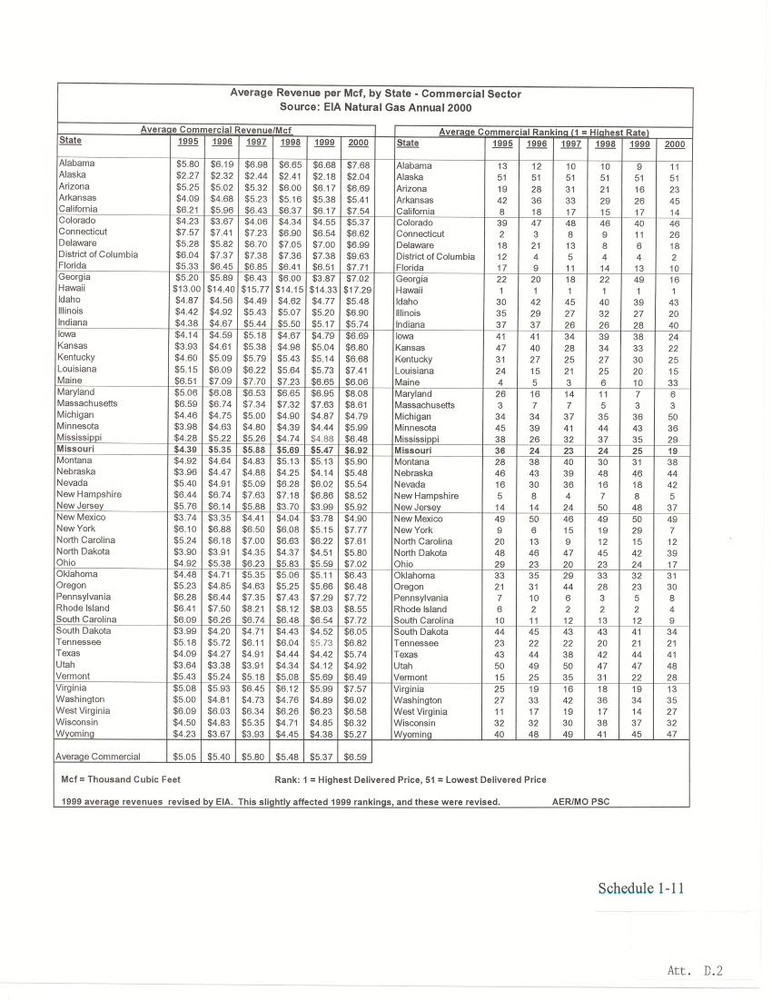 Average Revenue per Mcf, by State - Commercial Sector
Source: EIA Natural Gas Annual 2000
Average Commercial Revenue/Mcf Average Commercial Ranking (1 = Highest Rate)
State 1995 1996 1997 1998 1999 2000 State 1995 1996 1997 1998 1999 2000
Alabama $5.80 $6.19 $6.98 $6.65 $6.68 $7.68 Alabama 13 12 10 10 9 11
Alaska $2.27 $2.32 $2.44 $2.41 $2.18 $2.04 Alaska 51 51 51 51 51 51
Arizona $5.25 $5.02 $5.32 $6.00 $6.17 $6.69 Arizona 19 28 31 21 16 23
Arkansas $4.09 $4.68 $5.23 $5.16 $5.38 $5.41 Arkansas 42 36 33 29 26 45
California $6.21 $5.96 $6.43 $6.37 $6.17 $7.54 California 8 18 17 15 17 14
Colorado $4.23 $3.67 $4.06 $4.34 $4.55 $5.37 Colorado 39 47 48 46 40 46
Connecticut $7.57 $7.41 $7.23 $6.90 $6.54 $6.62 Connecticut 2 3 8 9 11 26
Delaware $5.28 $5.82 $6.70 $7.05 $7.00 $6.99 Delaware 18 21 13 8 6 18
District of Columbia $6.04 $7.37 $7.38 $7.36 $7.38 $9.63 District of Columbia 12 4 5 4 4 2
Florida $5.33 $6.45 $6.85 $6.41 $6.51 $7.71 Florida 17 9 11 14 13 10
Georgia $5.20 $5.89 $6.43 $6.00 $3.87 $7.02 Georgia 22 20 18 22 49 16
Hawaii $13.00 $14.40 $15.77 $14.15 $14.33 $17.29 Hawaii 1 1 1 1 1 1
Idaho $4.87 $4.56 $4.49 $4.62 $4.77 $5.48 Idaho 30 42 45 40 39 43
Illinois $4.42 $4.92 $5.43 $5.07 $5.20 $6.90 Illinois 35 29 27 32 27 20
Indiana $4.38 $4.67 $5.44 $5.50 $5.17 $5.74 Indiana 37 37 26 26 28 40
Iowa $4.14 $4.59 $5.18 $4.67 $4.79 $6.69 Iowa 41 41 34 39 38 24
Kansas $3.93 $4.61 $5.38 $4.98 $5.04 $6.80 Kansas 47 40 28 34 33 22
Kentucky $4.60 $5.09 $5.79 $5.43 $5.14 $6.68 Kentucky 31 27 25 27 30 25
Louisiana $5.15 $6.09 $6.22 $5.64 $5.73 $7.41 Louisiana 24 15 21 25 20 15
Maine $6.51 $7.09 $7.70 $7.23 $6.65 $6.06 Maine 4 5 3 6 10 33
Maryland $5.06 $6.08 $6.53 $6.65 $6.95 $8.08 Maryland 26 16 14 11 7 6
Massachusetts $6.59 $6.74 $7.34 $7.32 $7.63 $8.61 Massachusetts 3 7 7 5 3 3
Michigan $4.46 $4.75 $5.00 $4.90 $4.87 $4.79 Michigan 34 34 37 35 36 50
Minnesota $3.98 $4.63 $4.80 $4.39 $4.44 $5.99 Minnesota 45 39 41 44 43 36
Mississippi $4.28 $5.22 $5.26 $4.74 $4.88 $6.48 Mississippi 38 26 32 37 35 29
Missouri $4.39 $5.35 $5.88 $5.69 $5.47 $6.92 Missouri 36 24 23 24 25 19
Montana $4.92 $4.64 $4.83 $5.13 $5.13 $5.90 Montana 28 38 40 30 31 38
Nebraska $3.96 $4.47 $4.88 $4.25 $4.14 $5.48 Nebraska 46 43 39 48 46 44
Nevada $5.40 $4.91 $5.09 $6.28 $6.02 $5.54 Nevada 16 30 36 16 18 42
New Hampshire $6.44 $6.74 $7.63 $7.18 $6.86 $8.52 New Hampshire 5 8 4 7 8 5
New Jersey $5.76 $6.14 $5.88 $3.70 $3.99 $5.92 New Jersey 14 14 24 50 48 37
New Mexico $3.74 $3.35 $4.41 $4.04 $3.78 $4.90 New Mexico 49 50 46 49 50 49
New York $6.10 $6.88 $6.50 $6.08 $5.15 $7.77 New York 9 6 15 19 29 7
North Carolina $5.24 $6.18 $7.00 $6.63 $6.22 $7.61 North Carolina 20 13 9 12 15 12
North Dakota $3.90 $3.91 $4.35 $4.37 $4.51 $5.80 North Dakota 48 46 47 45 42 39
Ohio $4.92 $5.38 $6.23 $5.83 $5.59 $7.02 Ohio 29 23 20 23 24 17
Oklahoma $4.48 $4.71 $5.35 $5.06 $5.11 $6.43 Oklahoma 33 35 29 33 32 31
Oregon $5.23 $4.85 $4.63 $5.25 $5.66 $6.48 Oregon 21 31 44 28 23 30
Pennsylvania $6.28 $6.44 $7.35 $7.43 $7.29 $7.72 Pennsylvania 7 10 6 3 5 8
Rhode Island $6.41 $7.50 $8.21 $8.12 $8.03 $8.55 Rhode Island 6 2 2 2 2 4
South Carolina $6.09 $6.26 $6.74 $6.48 $6.54 $7.72 South Carolina 10 11 12 13 12 9
South Dakota $3.99 $4.20 $4.71 $4.43 $4.52 $6.05 South Dakota 44 45 43 43 41 34
Tennessee $5.18 $5.72 $6.11 $6.04 $5.73 $6.82 Tennessee 23 22 22 20 21 21
Texas $4.09 $4.27 $4.91 $4.44 $4.42 $5.74 Texas 43 44 38 42 44 41
Utah $3.64 $3.38 $3.91 $4.34 $4.12 $4.92 Utah 50 49 50 47 47 48
Vermont $5.43 $5.24 $5.18 $5.08 $5.69 $6.49 Vermont 15 25 35 31 22 28
Virginia $5.08 $5.93 $6.45 $6.12 $5.99 $7.57 Virginia 25 19 16 18 19 13
Washington $5.00 $4.81 $4.73 $4.76 $4.89 $6.02 Washington 27 33 42 36 34 35
West Virginia $6.09 $6.03 $6.34 $6.26 $6.23 $6.58 West Virginia 11 17 19 17 14 27
Wisconsin $4.50 $4.83 $5.35 $4.71 $4.85 $6.32 Wisconsin 32 32 30 38 37 32
Wyoming $4.23 $3.67 $3.93 $4.45 $4.38 $5.27 Wyoming 40 48 49 41 45 47
Average Commercial $5.05 $5.40 $5.80 $5.48 $5.37 $6.59
Mcf = Thousand Cubic Feet Rank: 1 = Highest Delivered Price, 51 = Lowest Delivered Price
1999 average revenues revised by EIA. This slightly affected 1999 rankings, and these were revised. AER/MO PSC
Schedule 1-11
Att. D.2